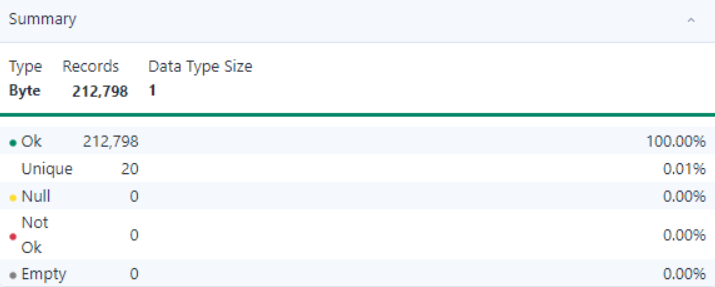 Summary
Type Records Data Type Size
Byte 212,798 1
Ok 212,798 100.00%
Unique 20 0.01%
Null 0 0.00%
Not
Ok 0 0.00%
Empty 0 0.00%